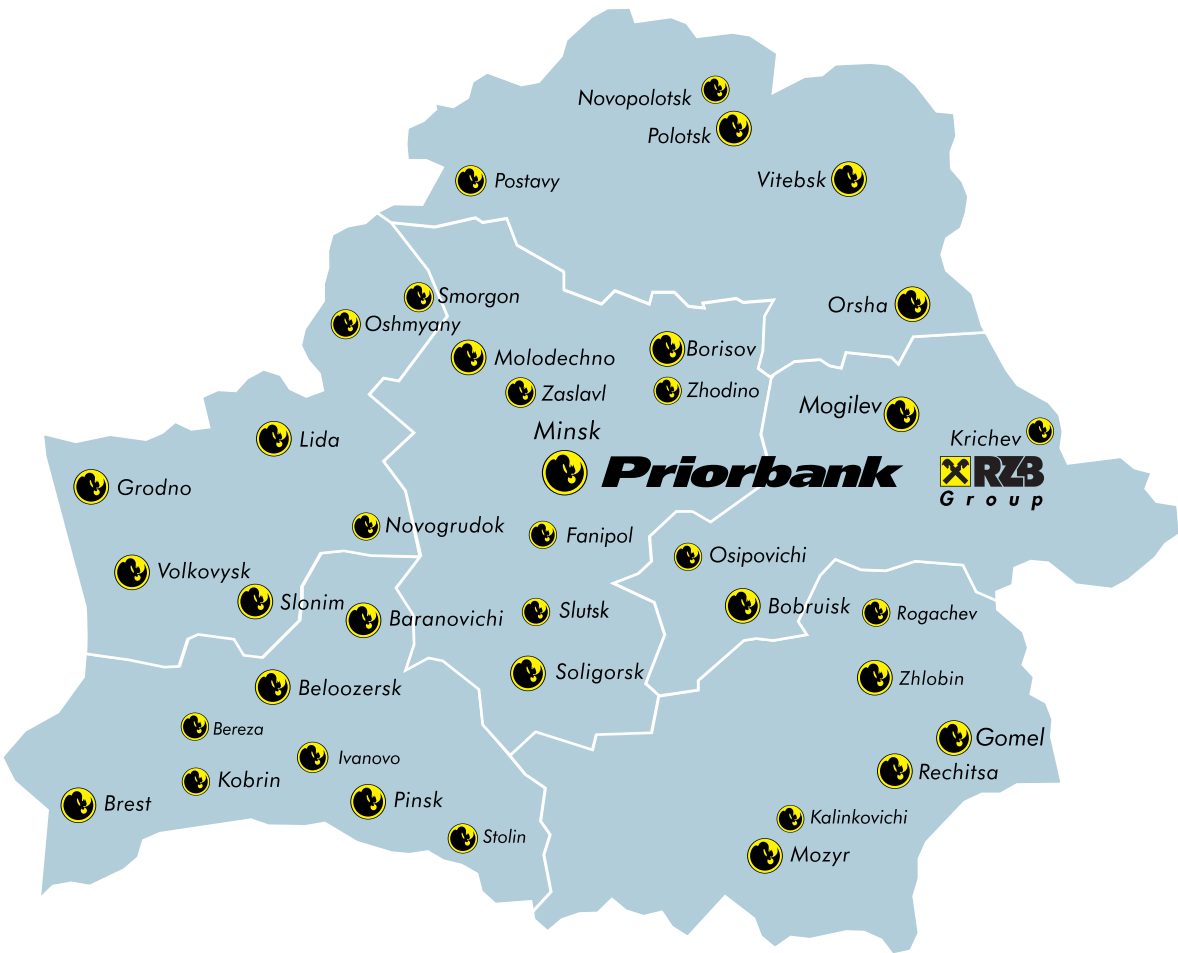 Novopolotsk
Polotsk
Postavy
Vitebsk
Smorgon
Orsha
Oshmyany
Borisov
Molodechno
Zhodino
Zaslavl
Mogilev
Minsk
Krichev
Lida
Priorbank
RZB
Group
Grodno
Novogrudok
Fanipol
Osipovichi
Volkovysk
Slonim
Bobruisk
Slutsk
Rogachev
Baranovichi
Soligorsk
Zhlobin
Beloozersk
Bereza
Gomel
Ivanovo
Rechitsa
Kobrin
Pinsk
Brest
Kalinkovichi
Stolin
Mozyr